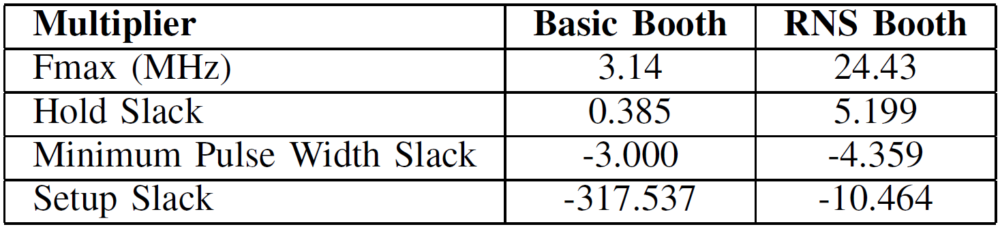 Multiplier Basic Booth RNS Booth
Fmax (MHz) 3.14 24.43
Hold Slack 0.385 5.199
Minimum Pulse Width Slack -3.000 -4.359
Setup Slack -317.537 -10.464